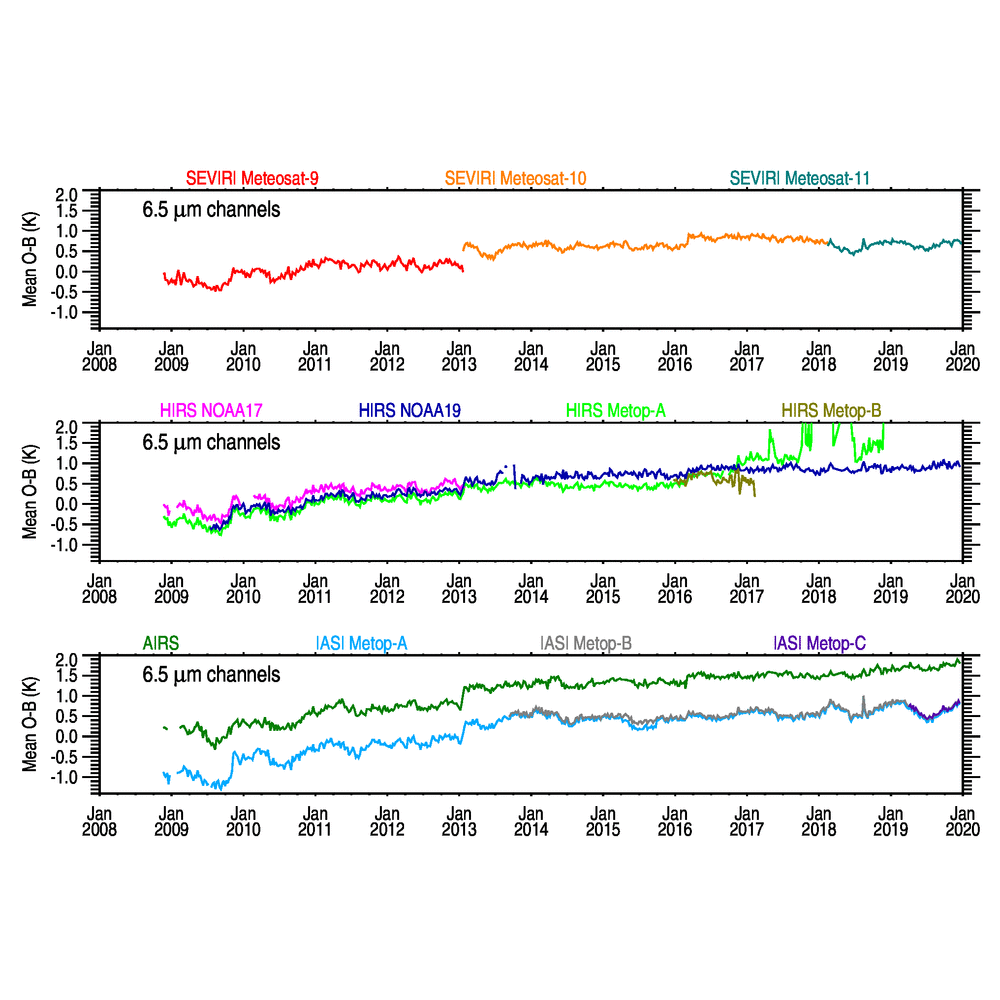 SEVIRI Meteosat-9 SEVIRI Meteosat-10 SEVIRI Meteosat-11
6.5 µm channels
Mean O-B (K)
2.0
1.5
1.0
0.5
0.0
-0.5
-1.0
Jan Jan Jan Jan Jan Jan Jan Jan Jan Jan Jan Jan Jan
2008 2009 2010 2011 2012 2013 2014 2015 2016 2017 2018 2019 2020
HIRS NOAA17 HIRS NOAA19 HIRS Metop-A HIRS Metop-B
6.5 µm channels
Mean O-B (K)
2.0
1.5
1.0
0.5
0.0
-0.5
-1.0
Jan Jan Jan Jan Jan Jan Jan Jan Jan Jan Jan Jan Jan
2008 2009 2010 2011 2012 2013 2014 2015 2016 2017 2018 2019 2020
AIRS IASI Metop-A IASI Metop-B IASI Metop-C
6.5 µm channels
Mean O-B (K)
2.0
1.5
1.0
0.5
0.0
-0.5
-1.0
Jan Jan Jan Jan Jan Jan Jan Jan Jan Jan Jan Jan Jan
2008 2009 2010 2011 2012 2013 2014 2015 2016 2017 2018 2019 2020